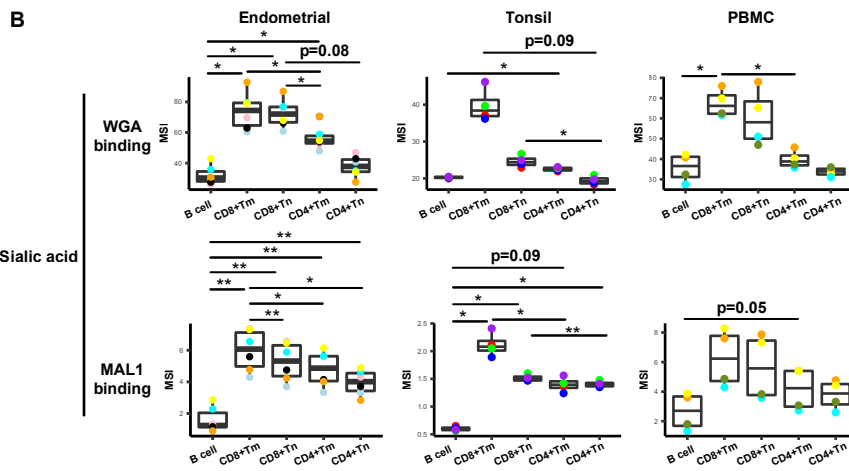 B
Endometrial
Tonsil
PBMC
Sialic acid
WGA
binding
MSI
80
60
40
*
*
*
p=0.08
*
*
*
B cell
CD8+Tm
CD8+Tn
CD4+Tm
CD4+Tn
MSI
40
30
20
p=0.09
*
*
B cell
CD8+Tm
CD8+Tn
CD4+Tm
CD4+Tn
MSI
80
70
60
50
40
30
*
*
B cell
CD8+Tm
CD8+Tn
CD4+Tm
CD4+Tn
MAL1
binding
MSI
6
4
2
**
**
**
**
*
*
**
B cell
CD8+Tm
CD8+Tn
CD4+Tm
CD4+Tn
MSI
2.5
2.0
1.5
1.0
0.5
p=0.09
*
*
*
*
**
B cell
CD8+Tm
CD8+Tn
CD4+Tm
CD4+Tn
MSI
8
6
4
2
p=0.05
B cell
CD8+Tm
CD8+Tn
CD4+Tm
CD4+Tn